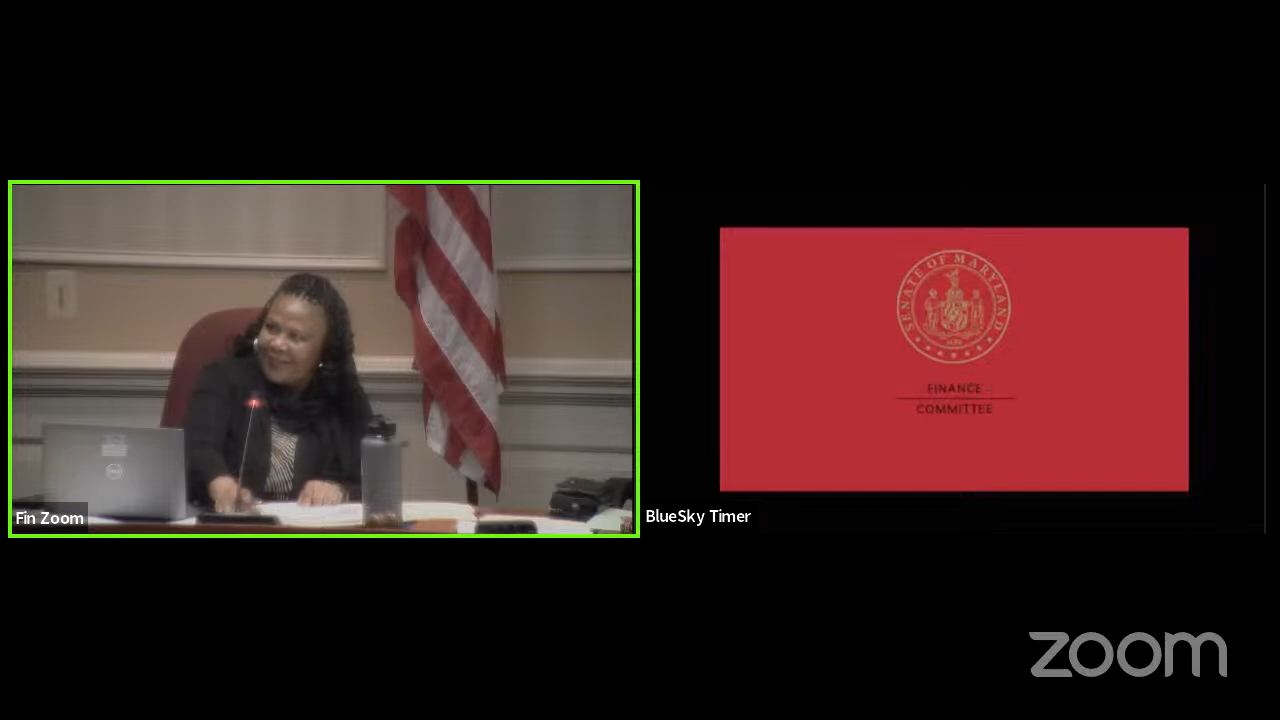 SENATE OF MARYLAND
FINANCE
COMMITTEE
Fin Zoom
BlueSky Timer
zoom